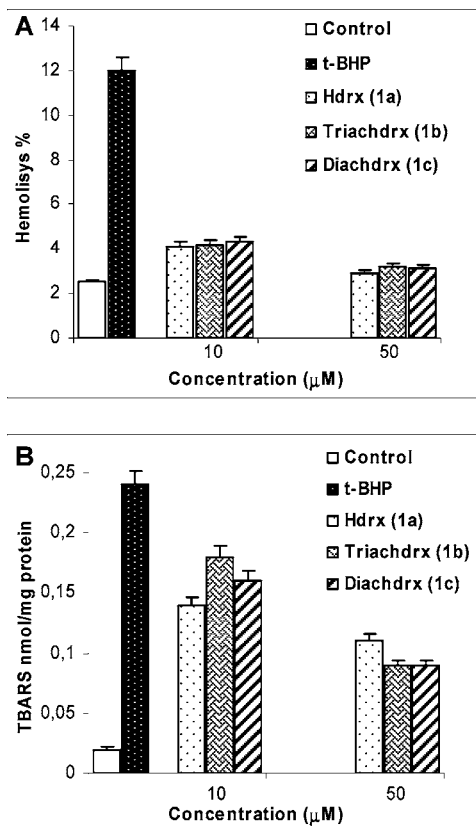 A
Hemolisys %
14
12
10
8
6
4
2
0
Control
t-BHP
Hdrx (1a)
Triachdrx (1b)
Diachdrx (1c)
10
50
Concentration (μM)
B
TBARS nmol/mg protein
0,25
0,2
0,15
0,1
0,05
0
Control
t-BHP
Hdrx (1a)
Triachdrx (1b)
Diachdrx (1c)
10
50
Concentration (μM)